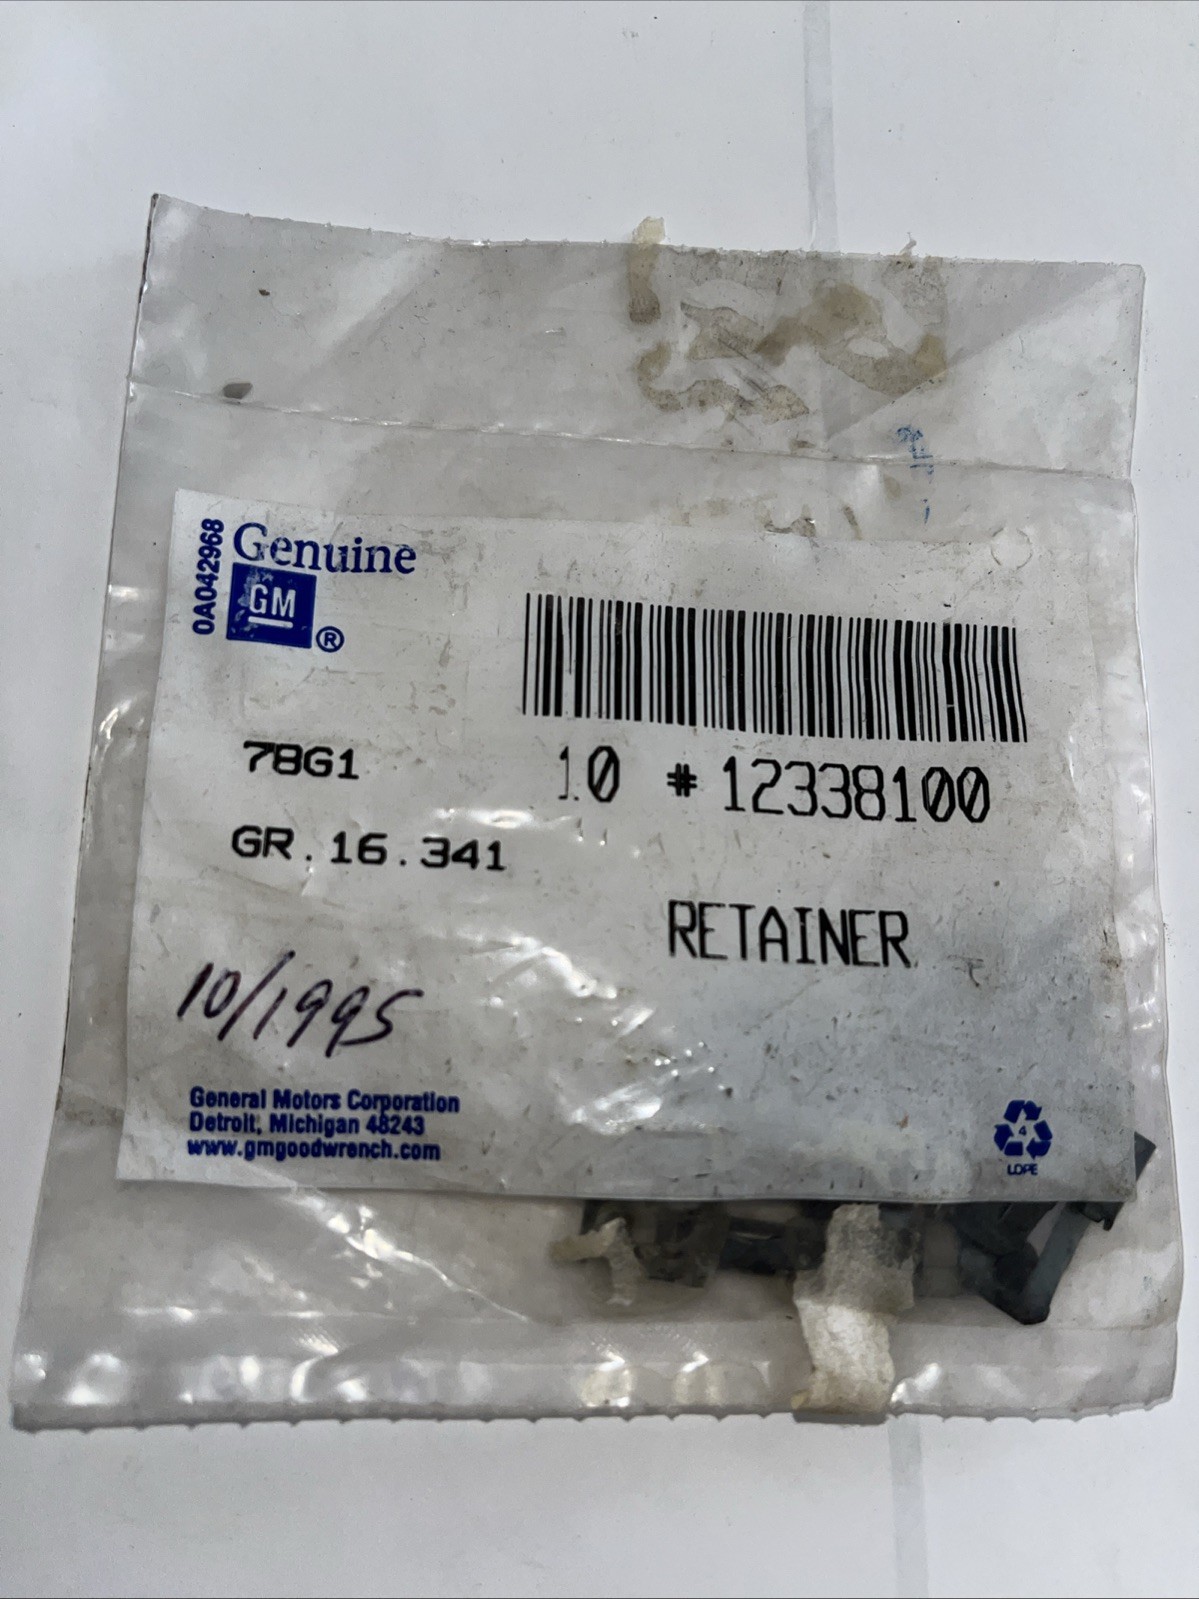 0A042968
Genuine
GM
®
78G1
10 # 12338100
GR. 16.341
RETAINER
10/1995
General Motors Corporation
Detroit, Michigan 48243
www.gmgoodwrench.com
4
LDPE